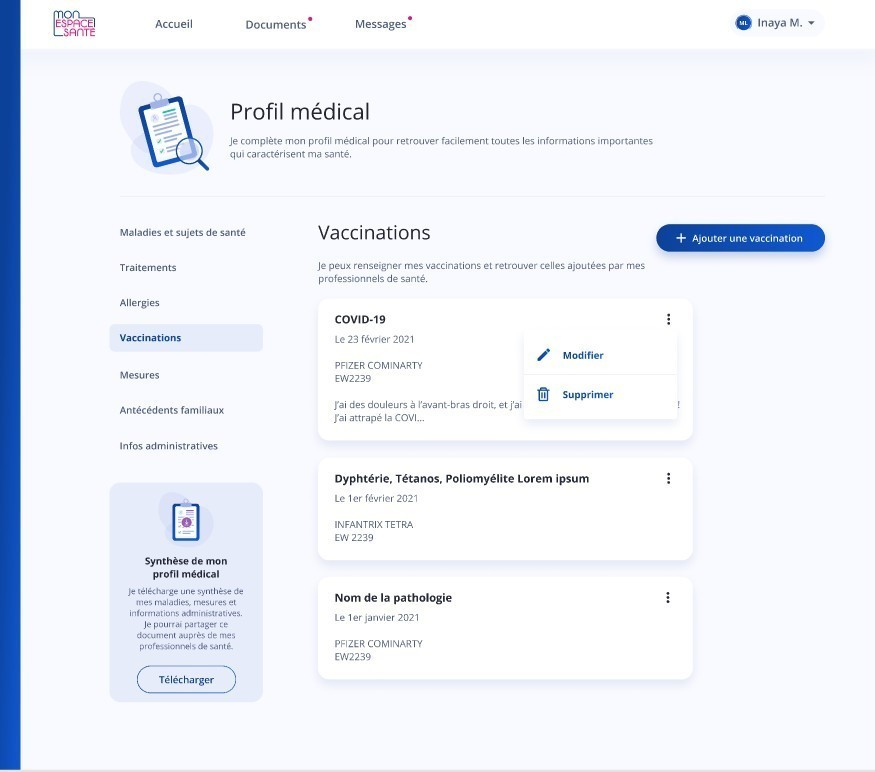 MON
ESPACE
SANTÉ
Accueil
Documents
Messages
ML
Inaya M.
Profil médical
Je complète mon profil médical pour retrouver facilement toutes les informations importantes
qui caractérisent ma santé.
Maladies et sujets de santé
Traitements
Allergies
Vaccinations
Mesures
Antécédents familiaux
Infos administratives
Synthèse de mon
profil médical
Je télécharge une synthèse de
mes maladies, mesures et
informations administratives.
Je pourrai partager ce
document auprès de mes
professionnels de santé.
Télécharger
Vaccinations
+ Ajouter une vaccination
Je peux renseigner mes vaccinations et retrouver celles ajoutées par mes
professionnels de santé.
COVID-19
Le 23 février 2021
PFIZER COMINARTY
EW2239
J'ai des douleurs à l'avant-bras droit, et j'ai
J'ai attrapé la COVI...
Modifier
Supprimer
Dyphtérie, Tétanos, Poliomyélite Lorem ipsum
Le 1er février 2021
INFANTRIX TETRA
EW 2239
Nom de la pathologie
Le 1er janvier 2021
PFIZER COMINARTY
EW2239